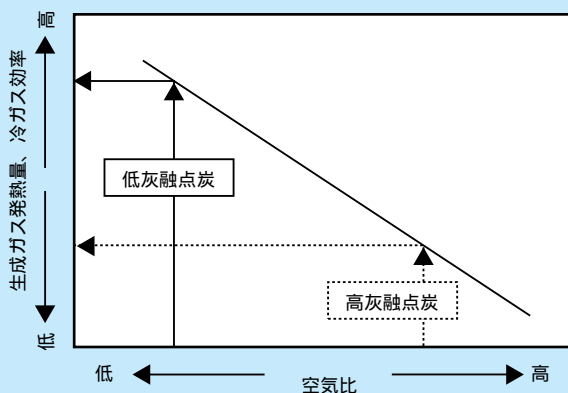 高
生成ガス発熱量、冷ガス効率
低
低灰融点炭
高灰融点炭
低
空気比
高